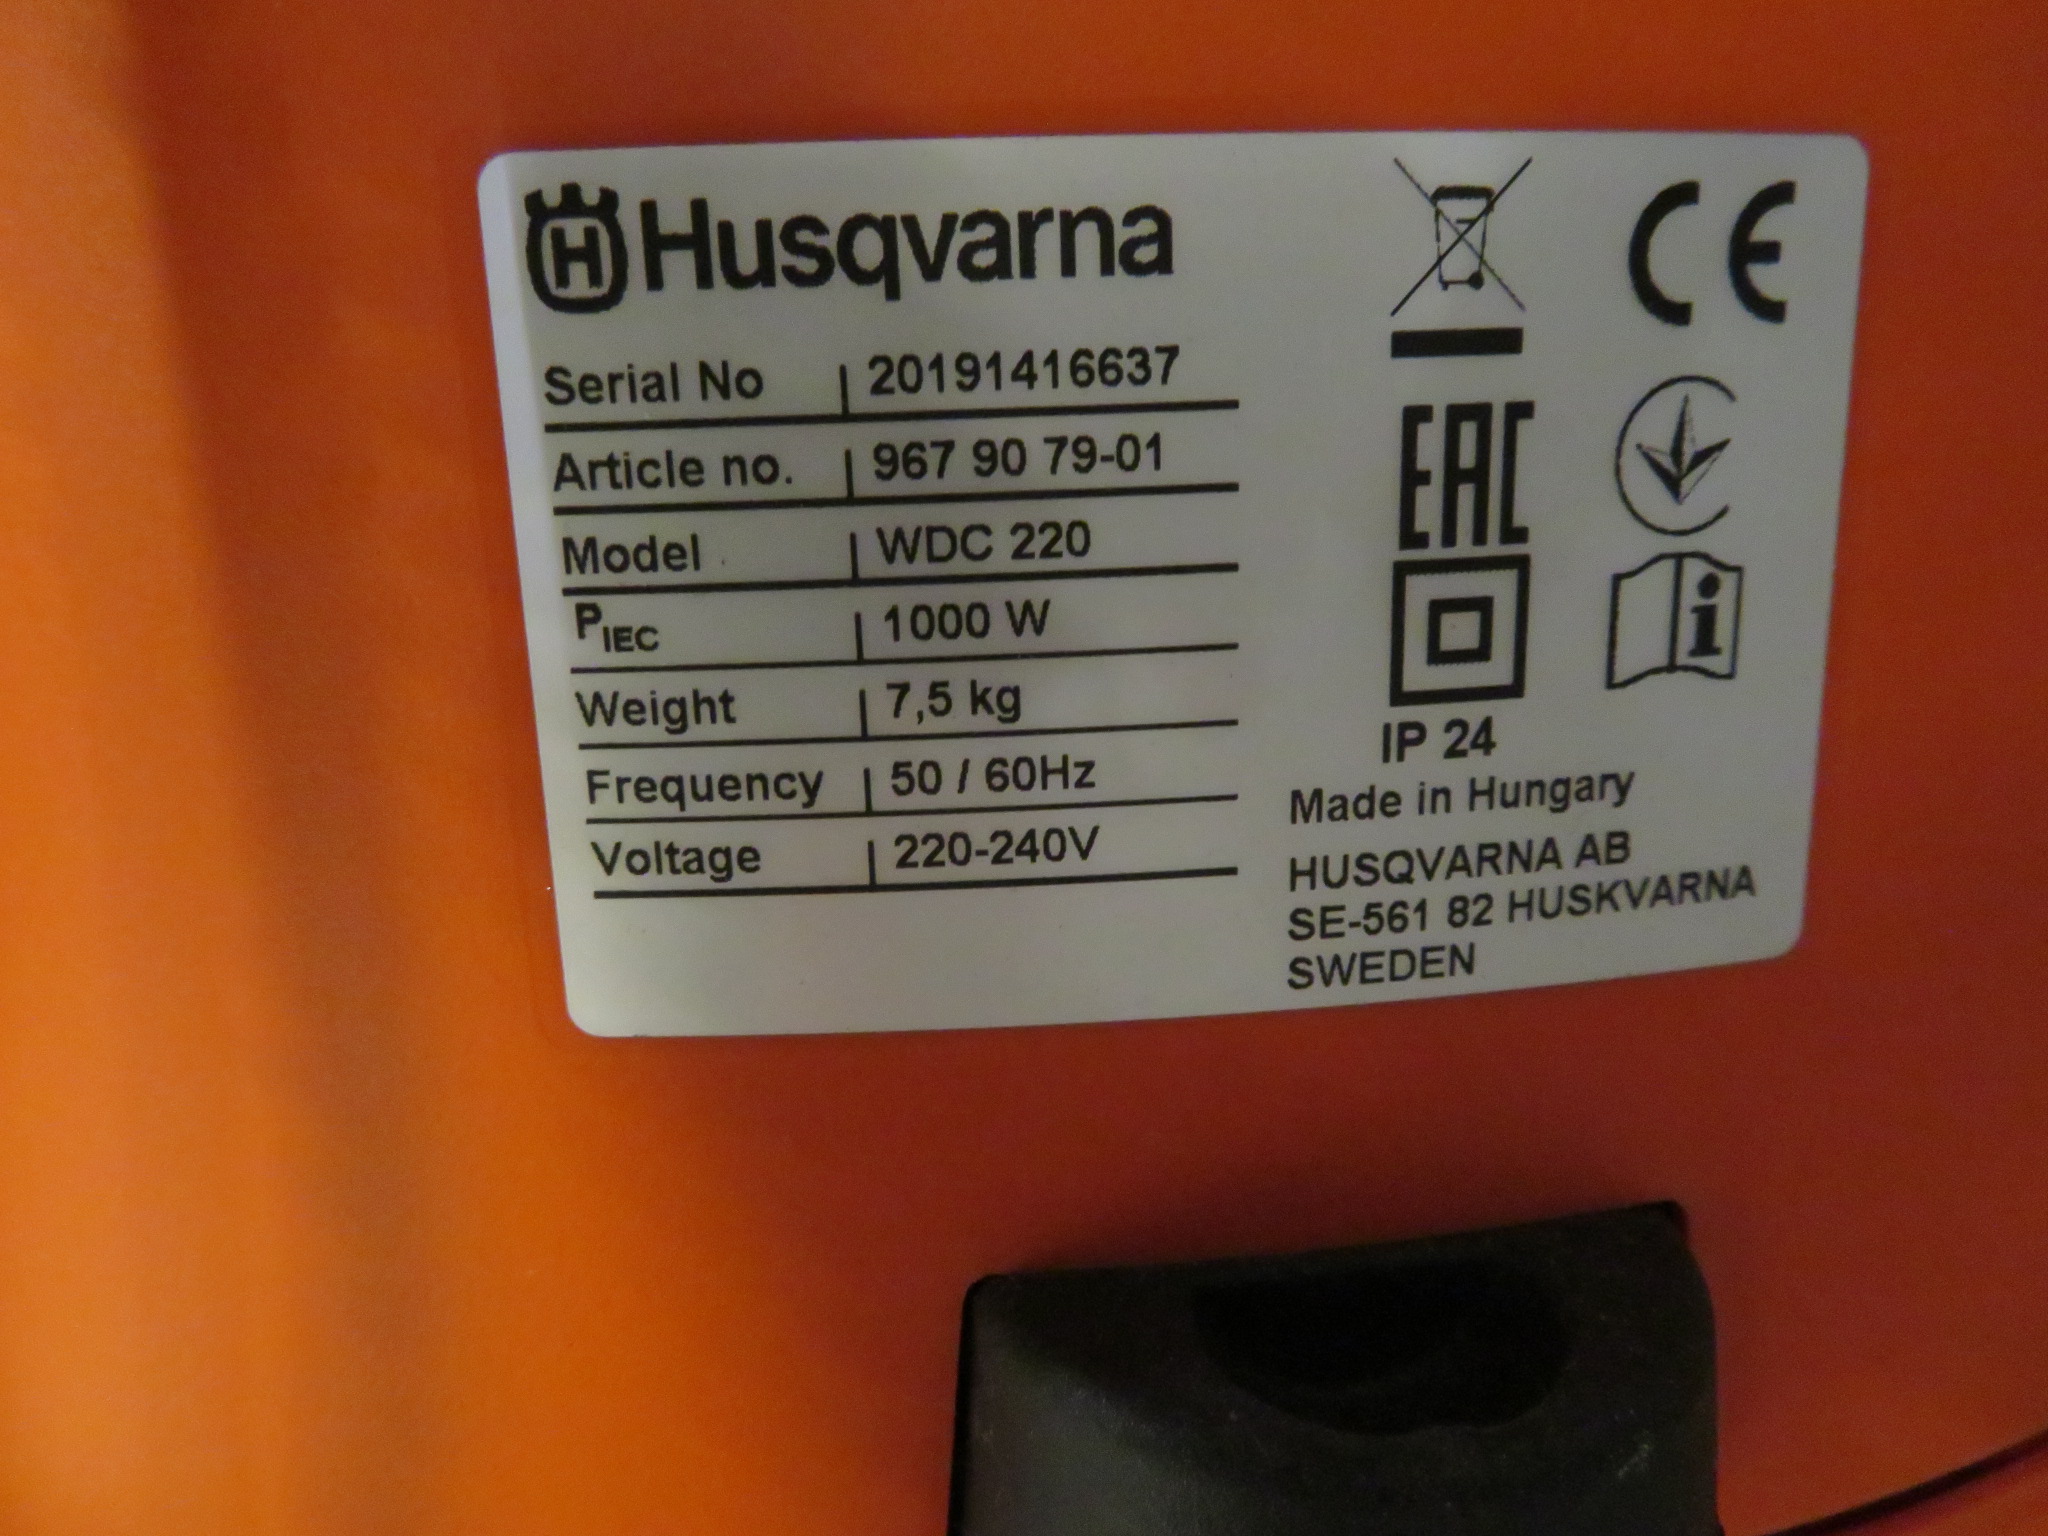 Husqvarna
Serial No | 20191416637
Article no. | 967 90 79-01
Model | WDC 220
PIEC | 1000 W
Weight | 7,5 kg
Frequency | 50 / 60Hz
Voltage | 220-240V
CE
EAC
IP 24
Made in Hungary
HUSQVARNA AB
SE-561 82 HUSKVARNA
SWEDEN